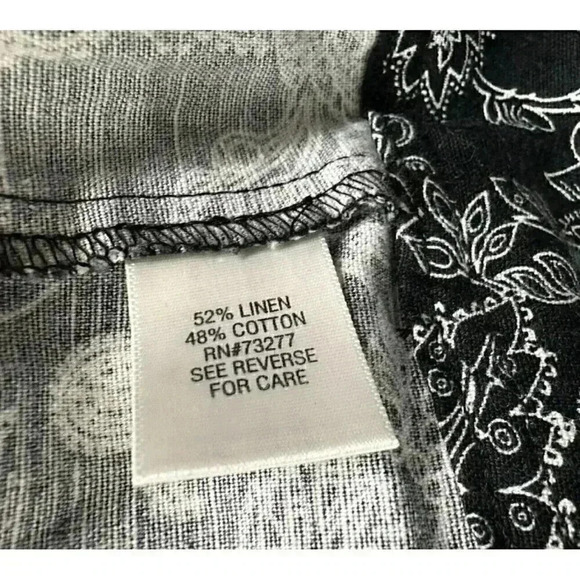 52% LINEN
48% COTTON
RN#73277
SEE REVERSE
FOR CARE